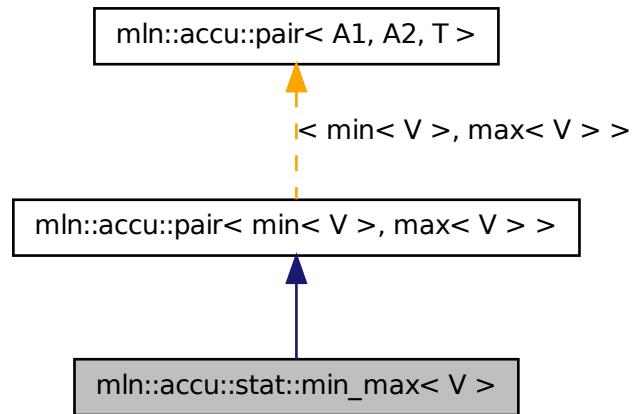 mln::accu::pair< A1, A2, T >
< min< V >, max< V > >
mln::accu::pair< min< V >, max< V > >
mln::accu::stat::min_max< V >